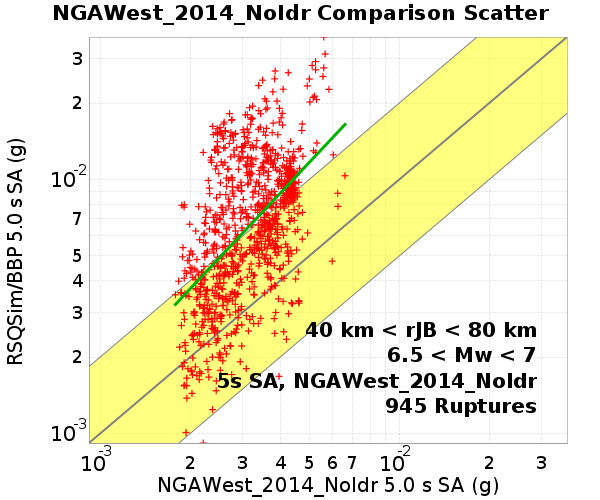 NGAWest_2014_NoIdr Comparison Scatter
RSQSim/BBP 5.0 s SA (g)
3
2
10-2
7
5
4
3
2
10-3
40 km < rJB < 80 km
6.5 < Mw < 7
5s SA, NGAWest_2014_NoIdr
945 Ruptures
10-3 2 3 4 5 6 7 10-2 2 3
NGAWest_2014_NoIdr 5.0 s SA (g)